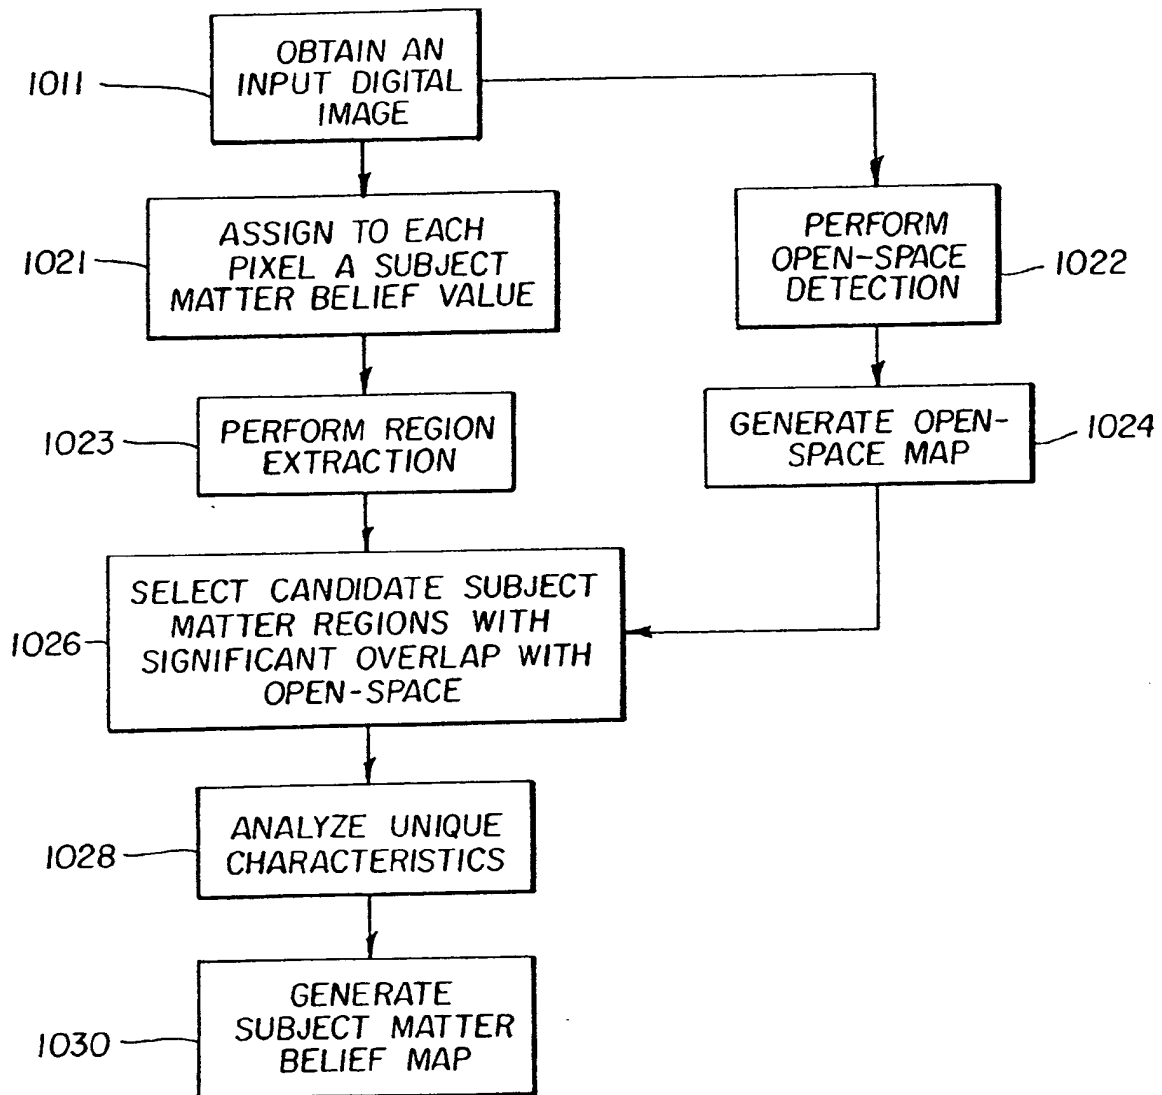 1011
OBTAIN AN
INPUT DIGITAL
IMAGE
1021
ASSIGN TO EACH
PIXEL A SUBJECT
MATTER BELIEF VALUE
PERFORM
OPEN-SPACE
DETECTION
1022
1023
PERFORM REGION
EXTRACTION
GENERATE OPEN-
SPACE MAP
1024
1026
SELECT CANDIDATE SUBJECT
MATTER REGIONS WITH
SIGNIFICANT OVERLAP WITH
OPEN-SPACE
1028
ANALYZE UNIQUE
CHARACTERISTICS
1030
GENERATE
SUBJECT MATTER
BELIEF MAP